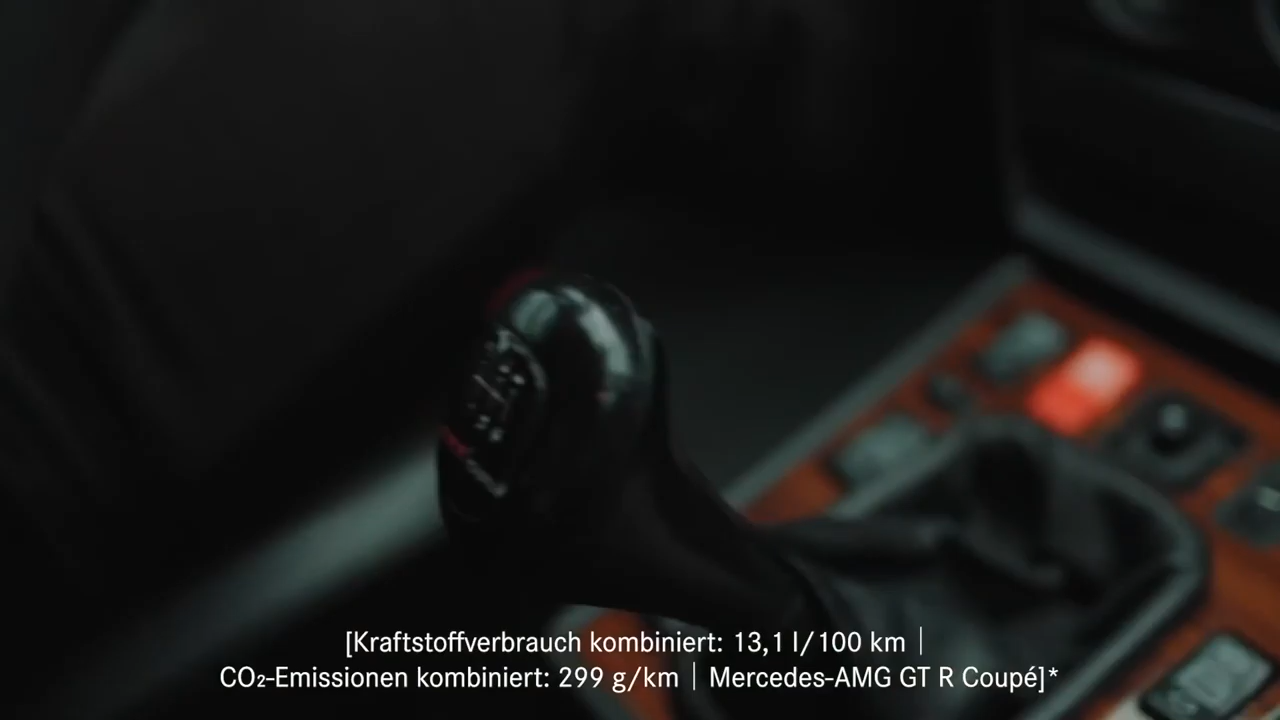 [Kraftstoffverbrauch kombiniert: 13,1 l/100 km |
CO₂-Emissionen kombiniert: 299 g/km | Mercedes-AMG GT R Coupé]*